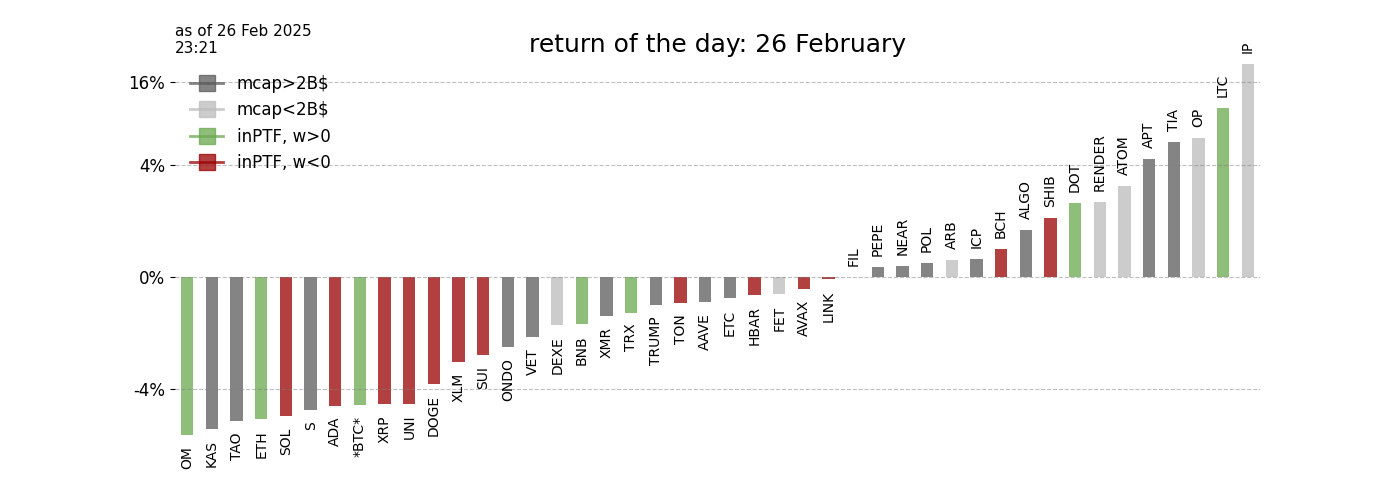 as of 26 Feb 2025
23:21
return of the day: 26 February
mcap>2B$
mcap<2B$
inPTF, w>0
inPTF, w<0
16%
4%
0%
-4%
OM
KAS
TAO
ETH
SOL
S
ADA
*BTC*
XRP
UNI
DOGE
XLM
SUI
ONDO
VET
DEXE
BNB
XMR
TRX
TRUMP
TON
AAVE
ETC
HBAR
FET
AVAX
LINK
FIL
PEPE
NEAR
POL
ARB
ICP
BCH
ALGO
SHIB
DOT
RENDER
ATOM
APT
TIA
OP
LTC
IP